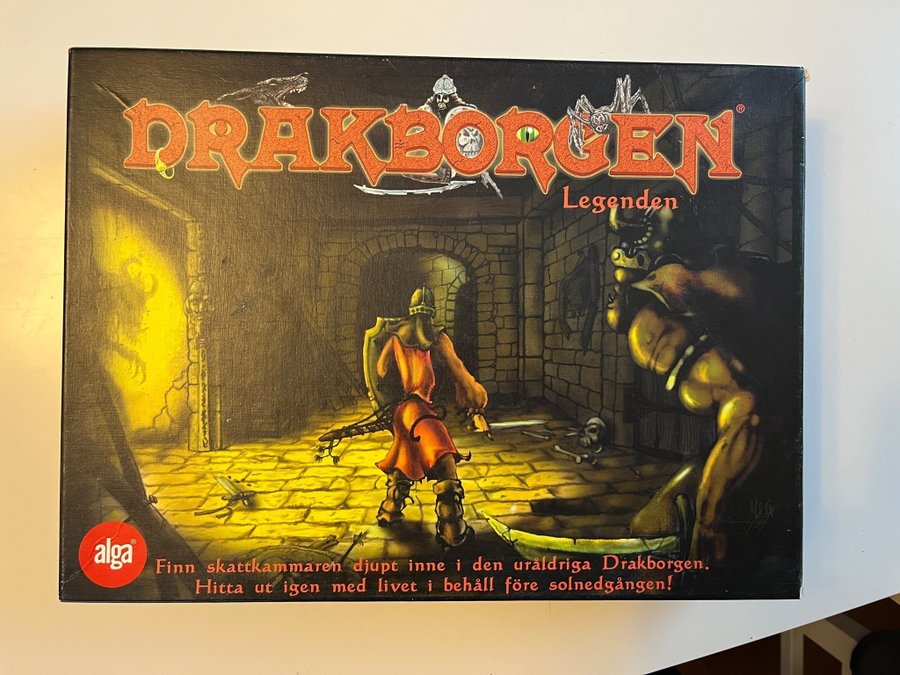 DRAKBORGEN®
Legenden
alga®
Finn skattkammaren djupt inne i den uråldriga Drakborgen.
Hitta ut igen med livet i behåll före solnedgången!